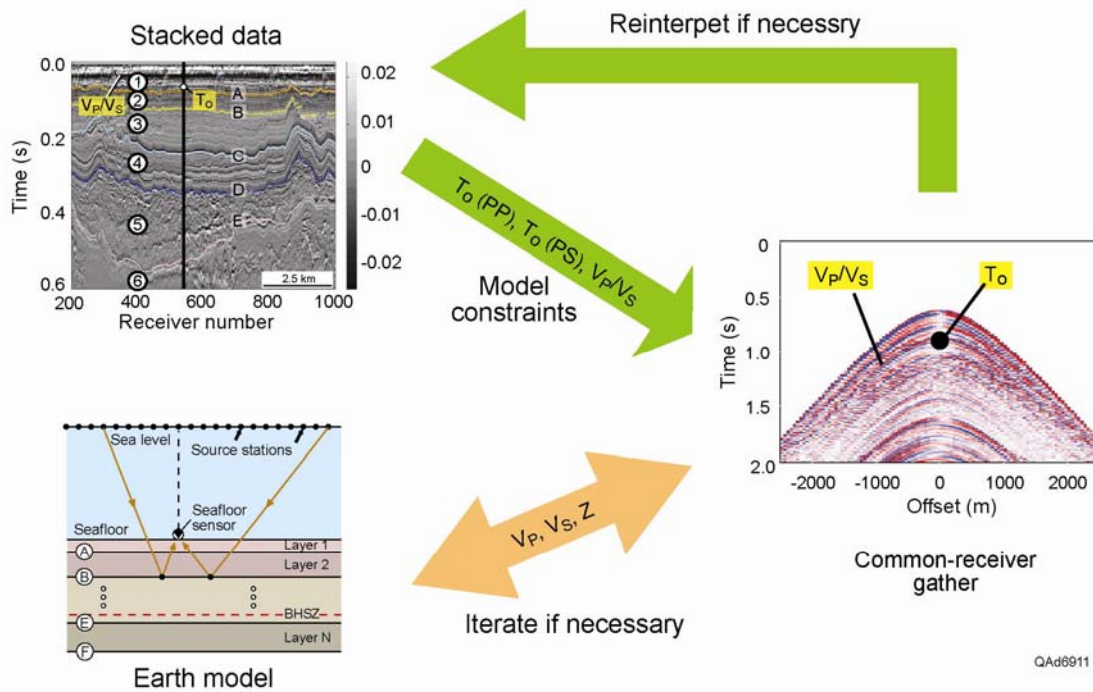 Reinterpet if necessry
Stacked data
0.0
0.2
0.4
0.6
Time (s)
1
2
3
4
5
6
VP/VS
TO
A
B
C
D
E
2.5 km
200
400
600
800
1000
Receiver number
0.02
0.01
0
-0.01
-0.02
TO (PP), TO (PS), VP/VS
Model
constraints
0
0.5
1.0
1.5
2.0
Time (s)
VP/VS
TO
-2000
-1000
0
1000
2000
Offset (m)
Common-receiver
gather
Sea level
Source stations
Seafloor
Seafloor
sensor
Layer 1
A
Layer 2
B
BHSZ
E
Layer N
F
Earth model
VP, VS, Z
Iterate if necessary
QAd6911